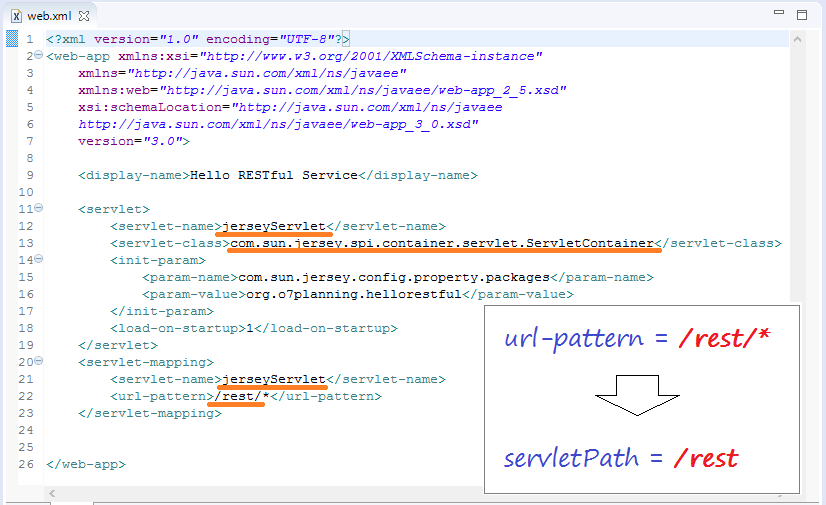 web.xml
1 <?xml version="1.0" encoding="UTF-8"?>
2 <web-app xmlns:xsi="http://www.w3.org/2001/XMLSchema-instance"
3 xmlns="http://java.sun.com/xml/ns/javaee"
4 xmlns:web="http://java.sun.com/xml/ns/javaee/web-app_2_5.xsd"
5 xsi:schemaLocation="http://java.sun.com/xml/ns/javaee
6 http://java.sun.com/xml/ns/javaee/web-app_3_0.xsd"
7 version="3.0">
8
9 <display-name>Hello RESTful Service</display-name>
10
11 <servlet>
12 <servlet-name>jerseyServlet</servlet-name>
13 <servlet-class>com.sun.jersey.spi.container.servlet.ServletContainer</servlet-class>
14 <init-param>
15 <param-name>com.sun.jersey.config.property.packages</param-name>
16 <param-value>org.o7planning.hellorestful</param-value>
17 </init-param>
18 <load-on-startup>1</load-on-startup>
19 </servlet>
20 <servlet-mapping>
21 <servlet-name>jerseyServlet</servlet-name>
22 <url-pattern>/rest/*</url-pattern>
23 </servlet-mapping>
24
25
26 </web-app>
url-pattern = /rest/*
servletPath = /rest